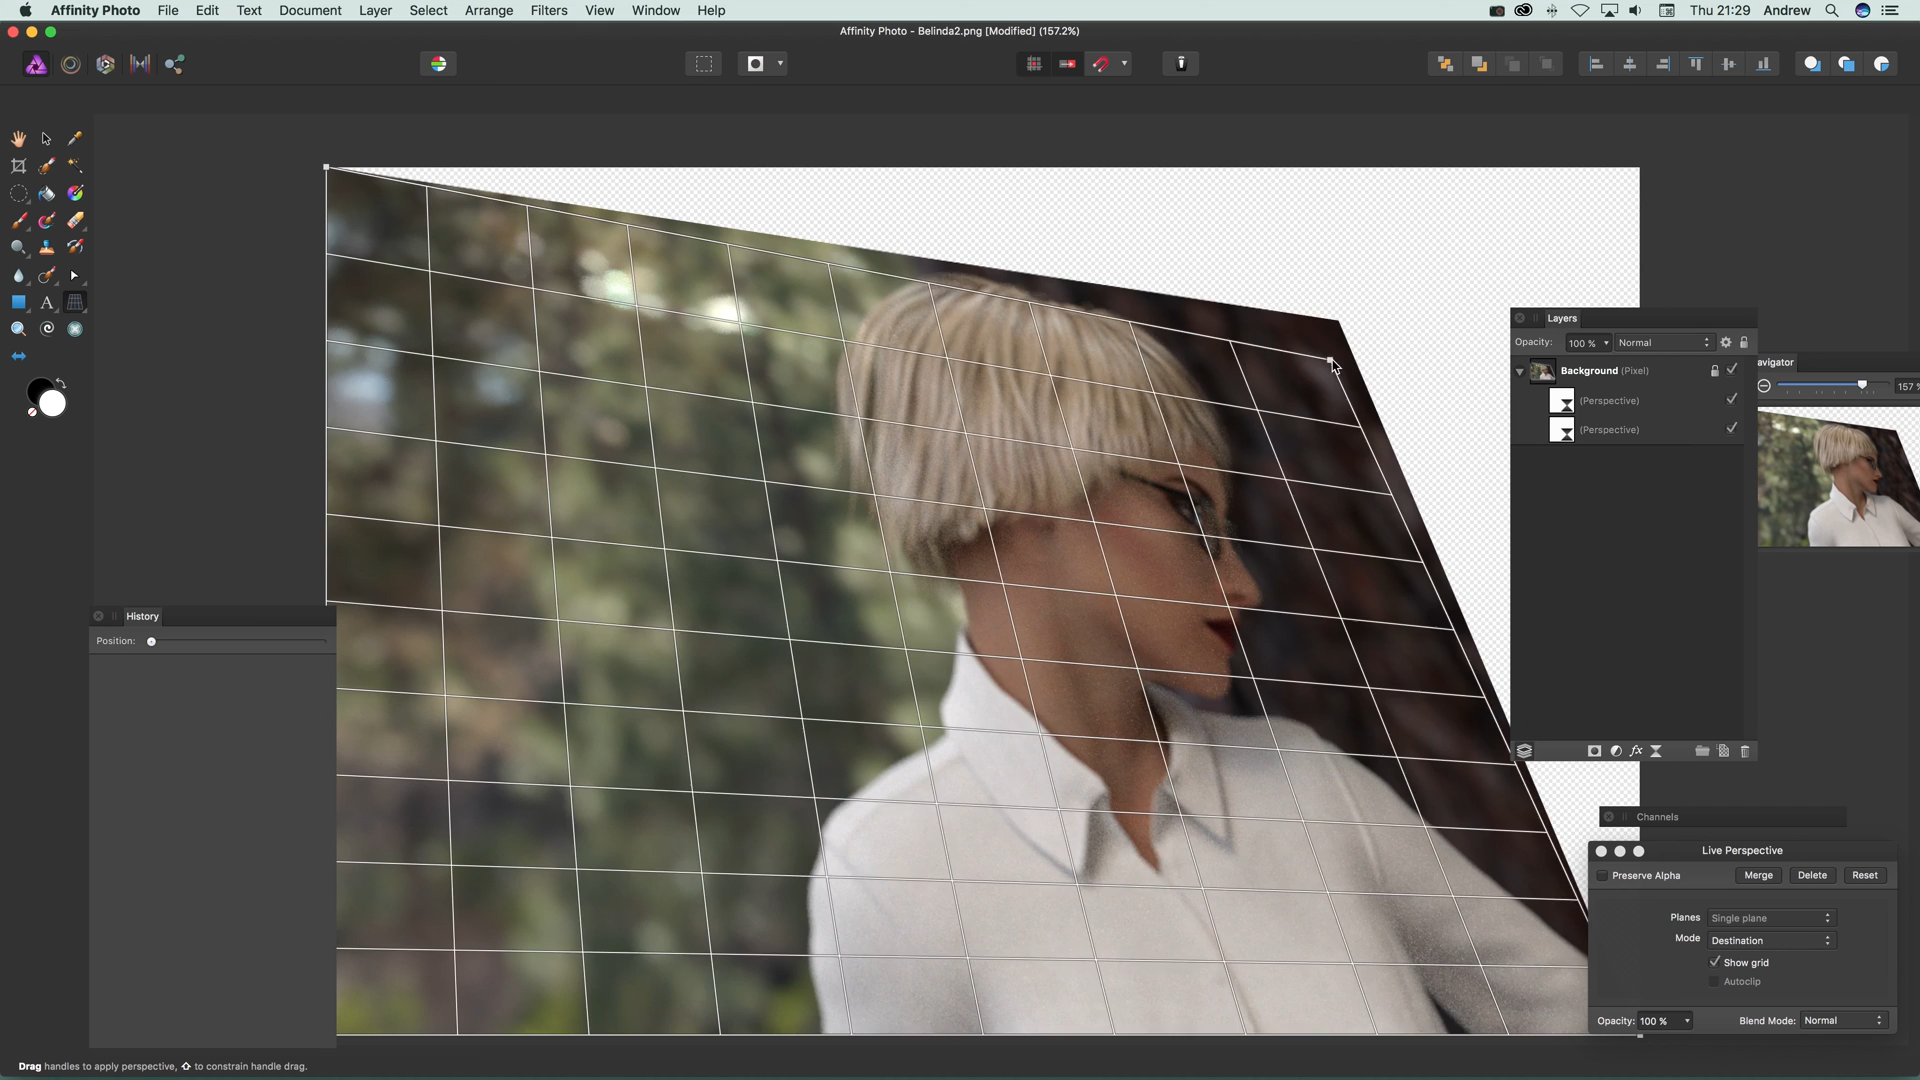 Affinity Photo File Edit Text Document Layer Select Arrange Filters View Window Help Thu 21:29 Andrew
Affinity Photo - Belinda2.png [Modified] (157.2%)
Layers
Opacity: 100 % Normal
Background (Pixel)
(Perspective)
(Perspective)
avigator
157 %
History
Position:
A
fx
Channels
Live Perspective
Preserve Alpha Merge Delete Reset
Planes Single plane
Mode Destination
Show grid
Autoclip
Opacity: 100 % Blend Mode: Normal
Drag handles to apply perspective, ⇧ to constrain handle drag.